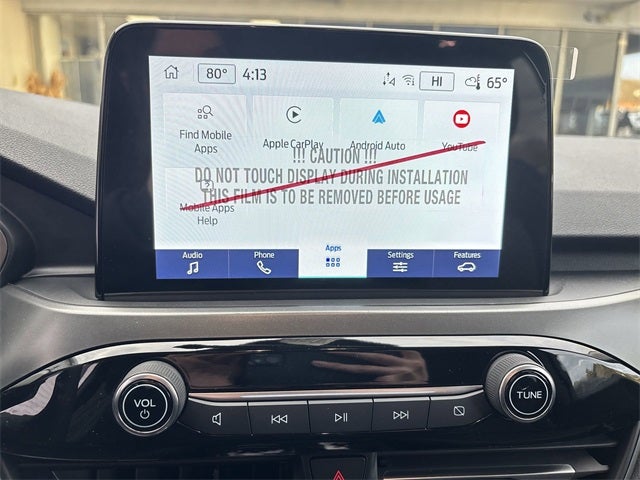 80° 4:13 HI 65°
Find Mobile Apple CarPlay Android Auto YouTube
Apps
!!! CAUTION !!!
DO NOT TOUCH DISPLAY DURING INSTALLATION
THIS FILM IS TO BE REMOVED BEFORE USAGE
?
Mobile Apps
Help
Audio Phone Apps Settings Features
VOL TUNE